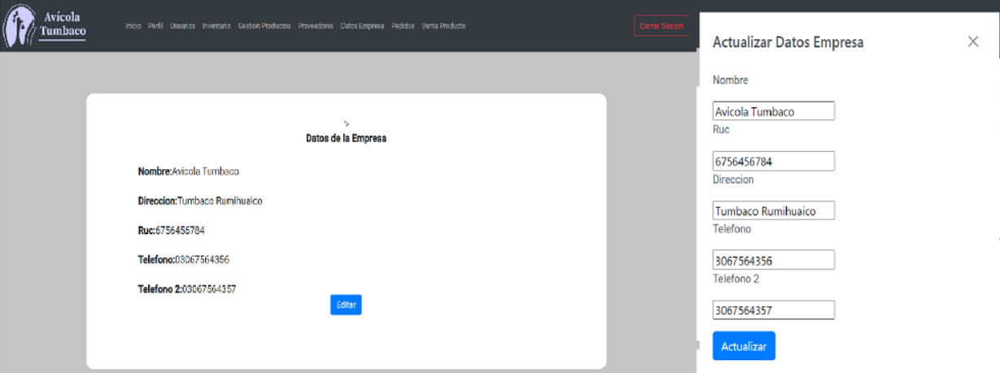 Avícola
Tumbaco
Inicio Perfil Usuarios Inventario Gestion Productos Proveedores Datos Empresa Pedidos Venta Producto
Cerrar Sesion
Datos de la Empresa
Nombre:Avicola Tumbaco
Direccion:Tumbaco Rumihuaico
Ruc:6756456784
Telefono:03067564356
Telefono 2:03067564357
Editar
Actualizar Datos Empresa
Nombre
Avicola Tumbaco
Ruc
6756456784
Direccion
Tumbaco Rumihuaico
Telefono
3067564356
Telefono 2
3067564357
Actualizar